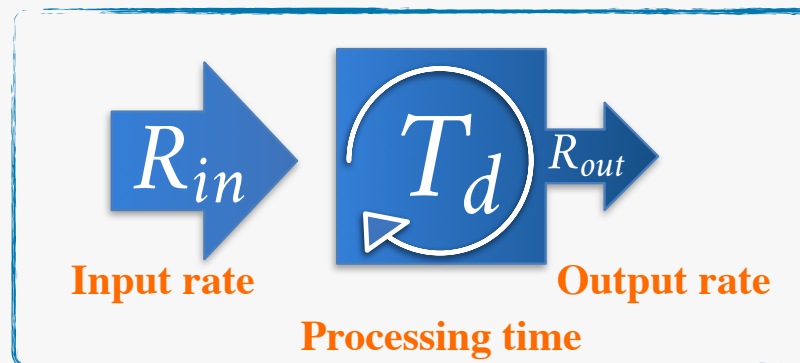 R_in
T_d
R_out
Input rate
Output rate
Processing time